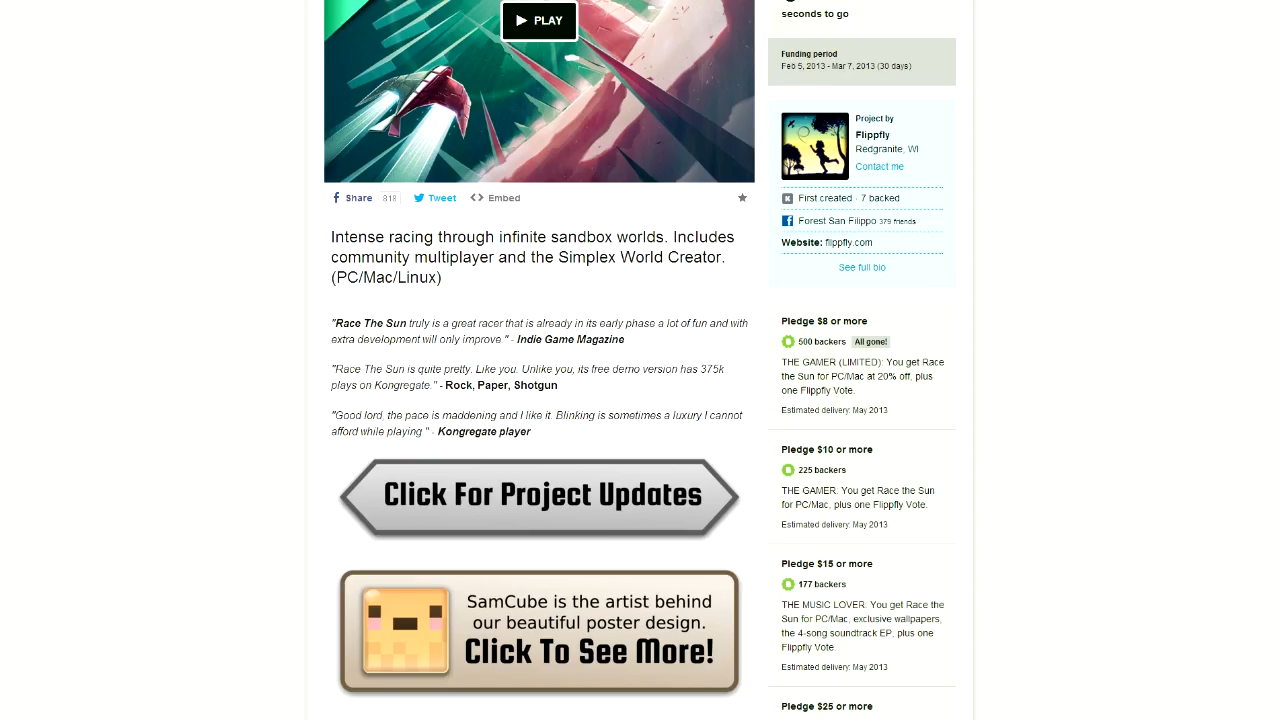 PLAY
Share 818 Tweet Embed
Intense racing through infinite sandbox worlds. Includes
community multiplayer and the Simplex World Creator.
(PC/Mac/Linux)
"Race The Sun truly is a great racer that is already in its early phase a lot of fun and with
extra development will only improve." - Indie Game Magazine
"Race The Sun is quite pretty. Like you. Unlike you, its free demo version has 375k
plays on Kongregate." - Rock, Paper, Shotgun
"Good lord, the pace is maddening and I like it. Blinking is sometimes a luxury I cannot
afford while playing." - Kongregate player
Click For Project Updates
SamCube is the artist behind
our beautiful poster design.
Click To See More!
seconds to go
Funding period
Feb 5, 2013 - Mar 7, 2013 (30 days)
Project by
Flippfly
Redgranite, WI
Contact me
First created · 7 backed
Forest San Filippo 379 friends
Website: flippfly.com
See full bio
Pledge $8 or more
500 backers All gone!
THE GAMER (LIMITED): You get Race
the Sun for PC/Mac at 20% off, plus
one Flippfly Vote.
Estimated delivery: May 2013
Pledge $10 or more
225 backers
THE GAMER: You get Race the Sun
for PC/Mac, plus one Flippfly Vote.
Estimated delivery: May 2013
Pledge $15 or more
177 backers
THE MUSIC LOVER: You get Race the
Sun for PC/Mac, exclusive wallpapers,
the 4-song soundtrack EP, plus one
Flippfly Vote.
Estimated delivery: May 2013
Pledge $25 or more